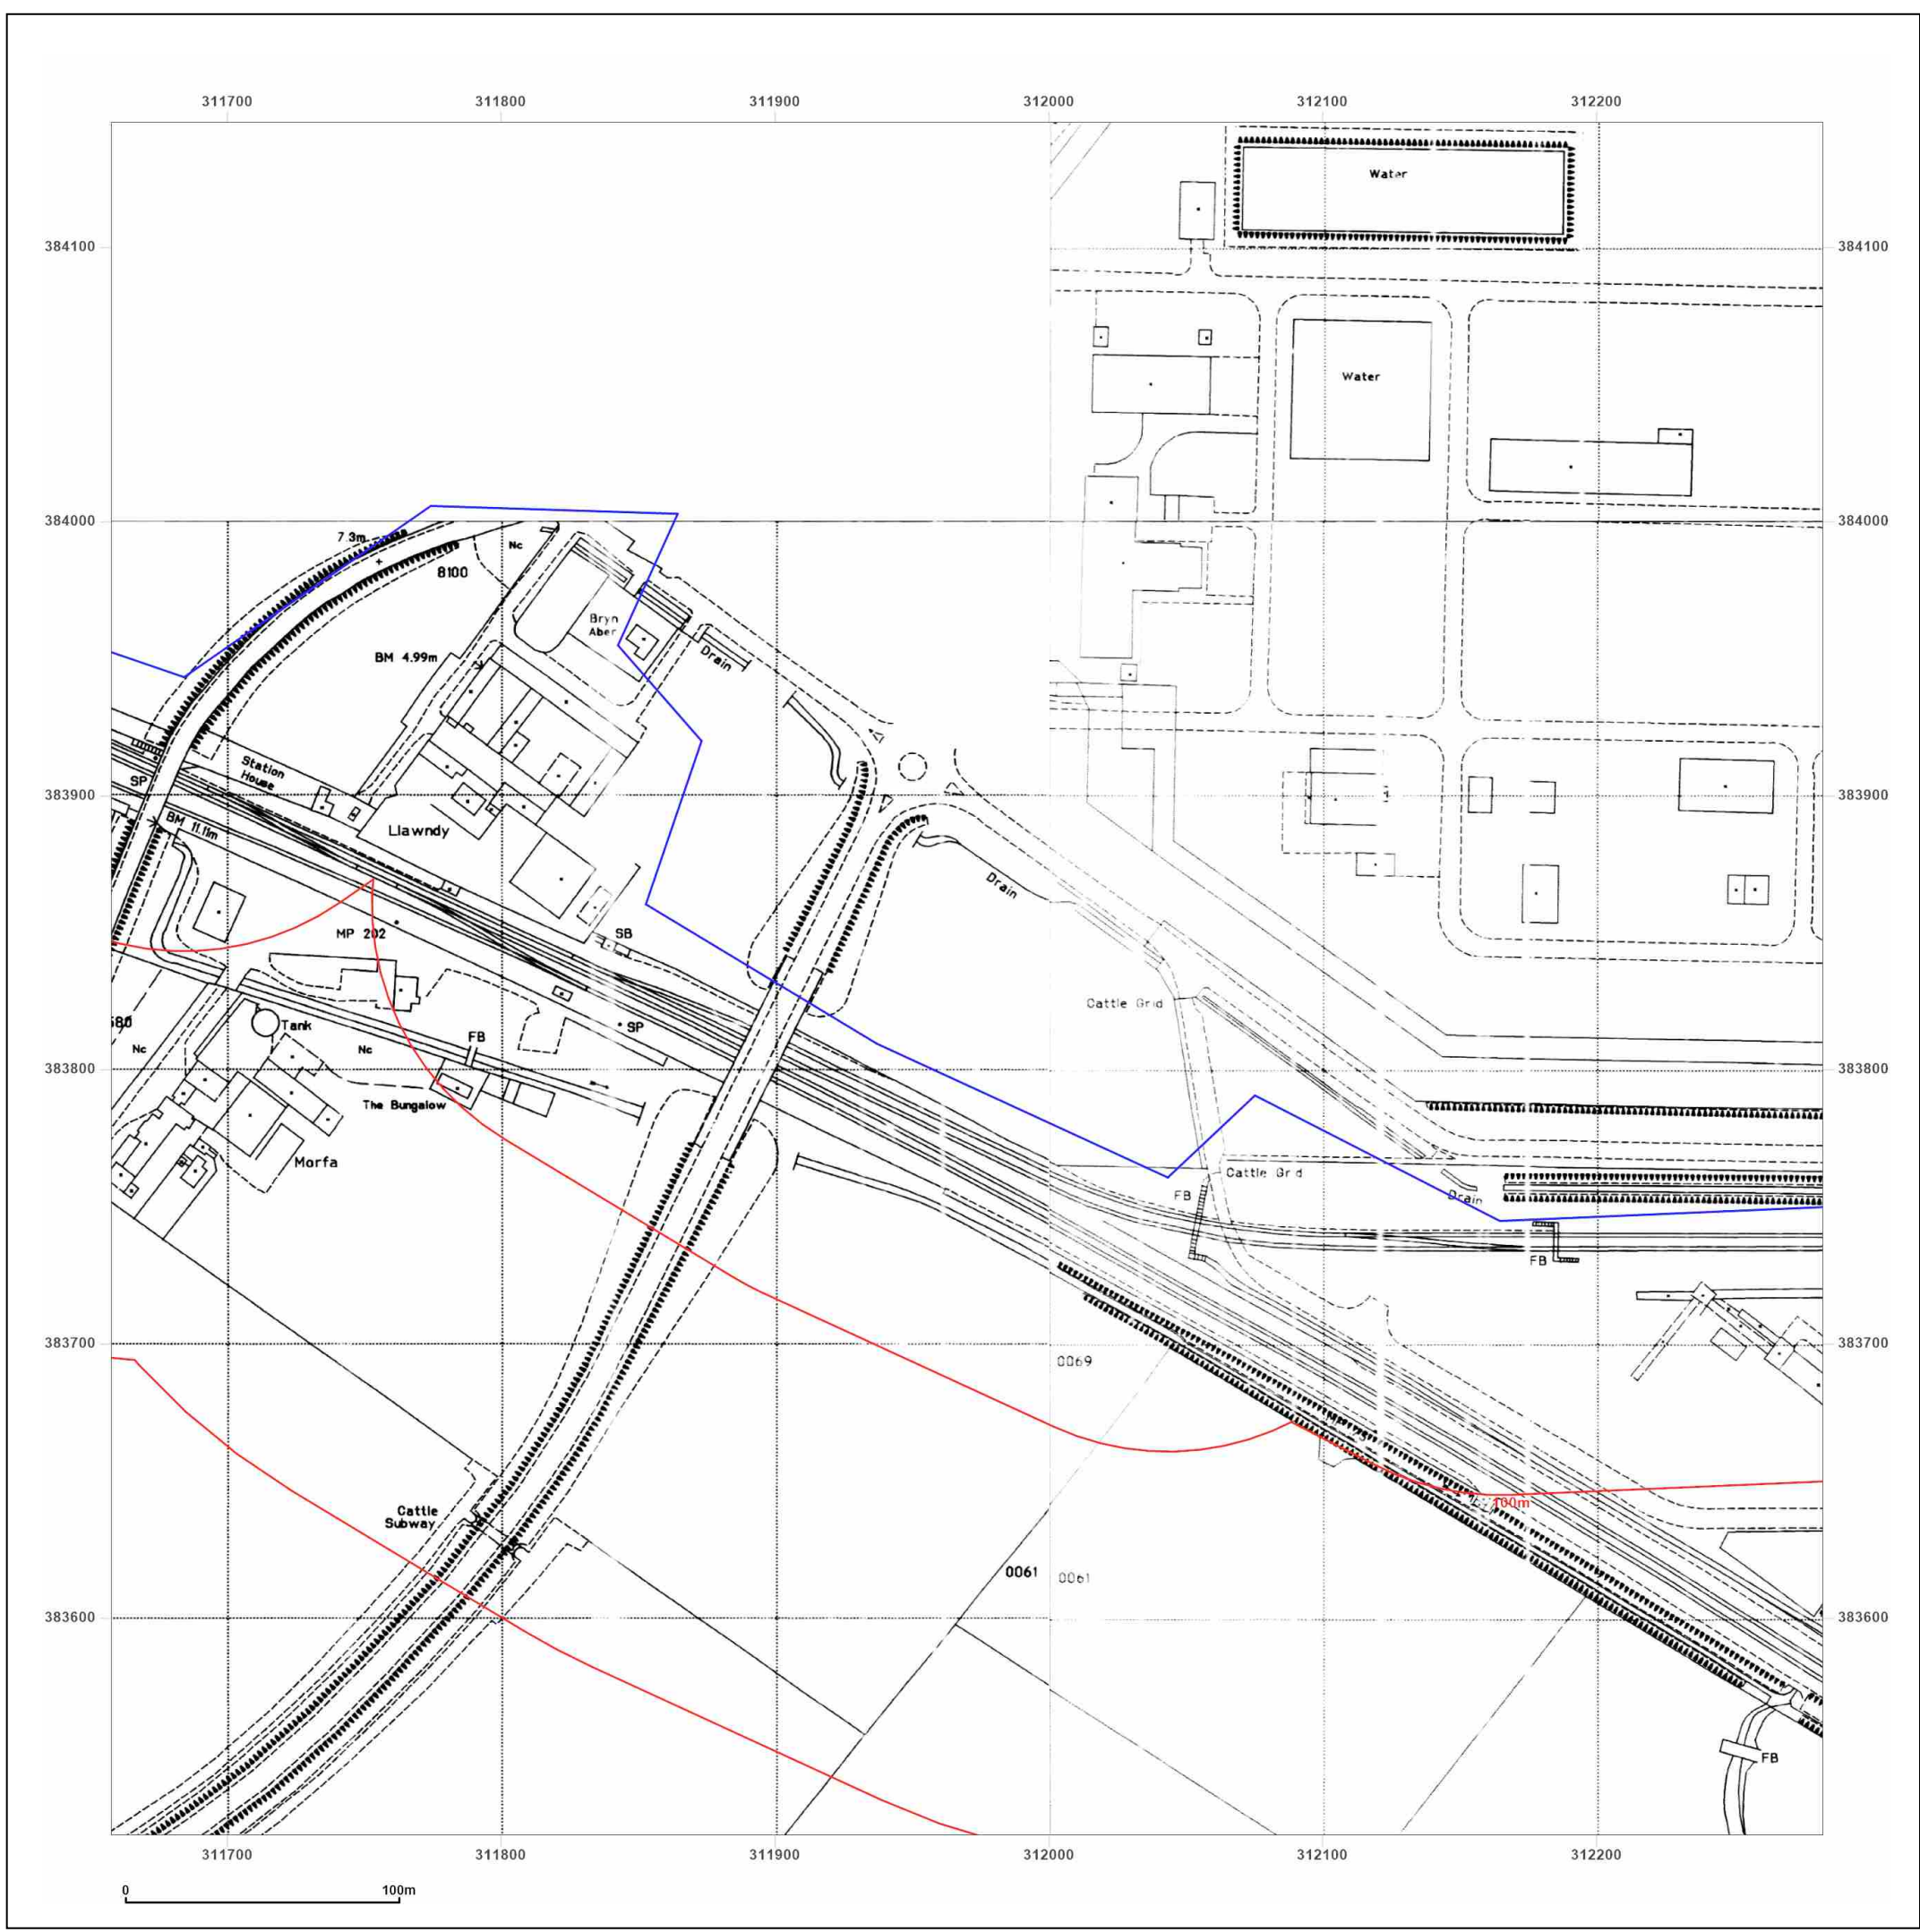 311700 311800 311900 312000 312100 312200
Water
384100 384100
Water
384000 384000
7.3m
Nc
8100
Bryn
Aber
BM 4.99m
Drain
Station
House
SP
383900 383900
BM 11.11m
Llawndy
Drain
MP 202
SB
Cattle Grid
580
Tank
SP
Nc
Nc
FB
383800 383800
The Bungalow
Morfa
Cattle Grid
FB
Drain
FB
383700 383700
0069
100m
Cattle
Subway
0061
0061
383600 383600
FB
311700 311800 311900 312000 312100 312200
0 100m